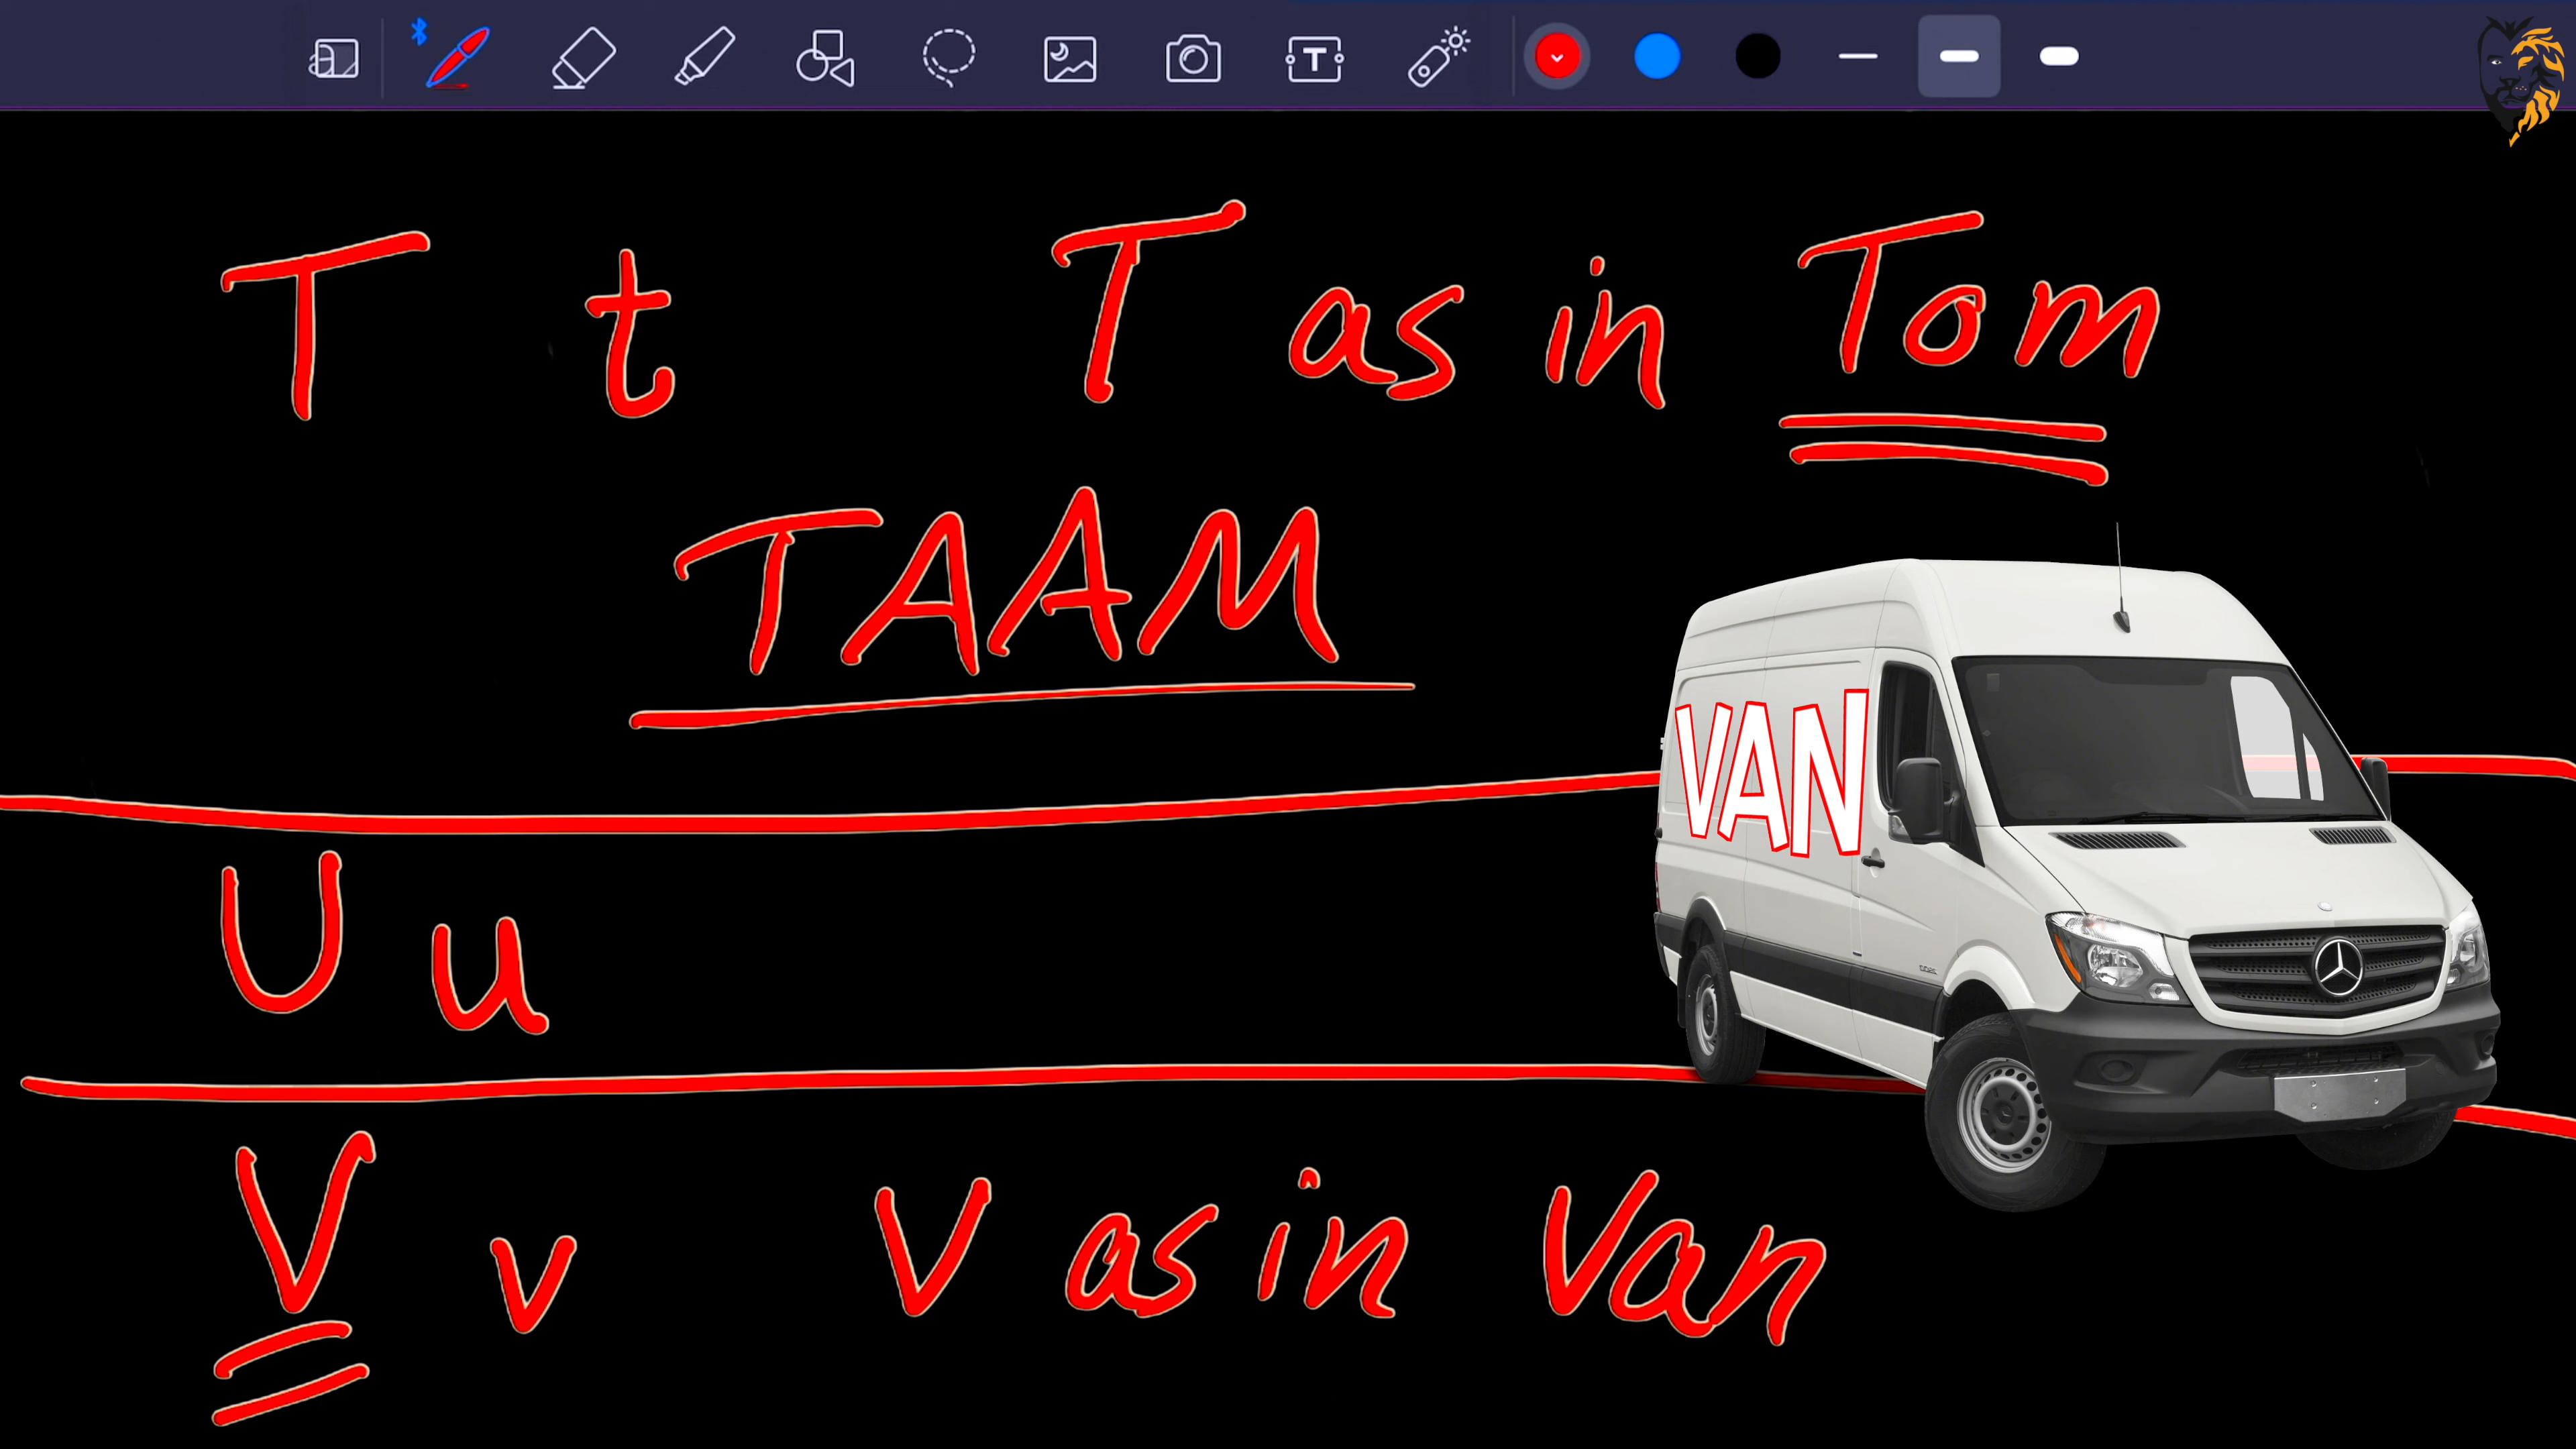 T t T as in Tom
TAAM
VAN
U u
V v V as in Van